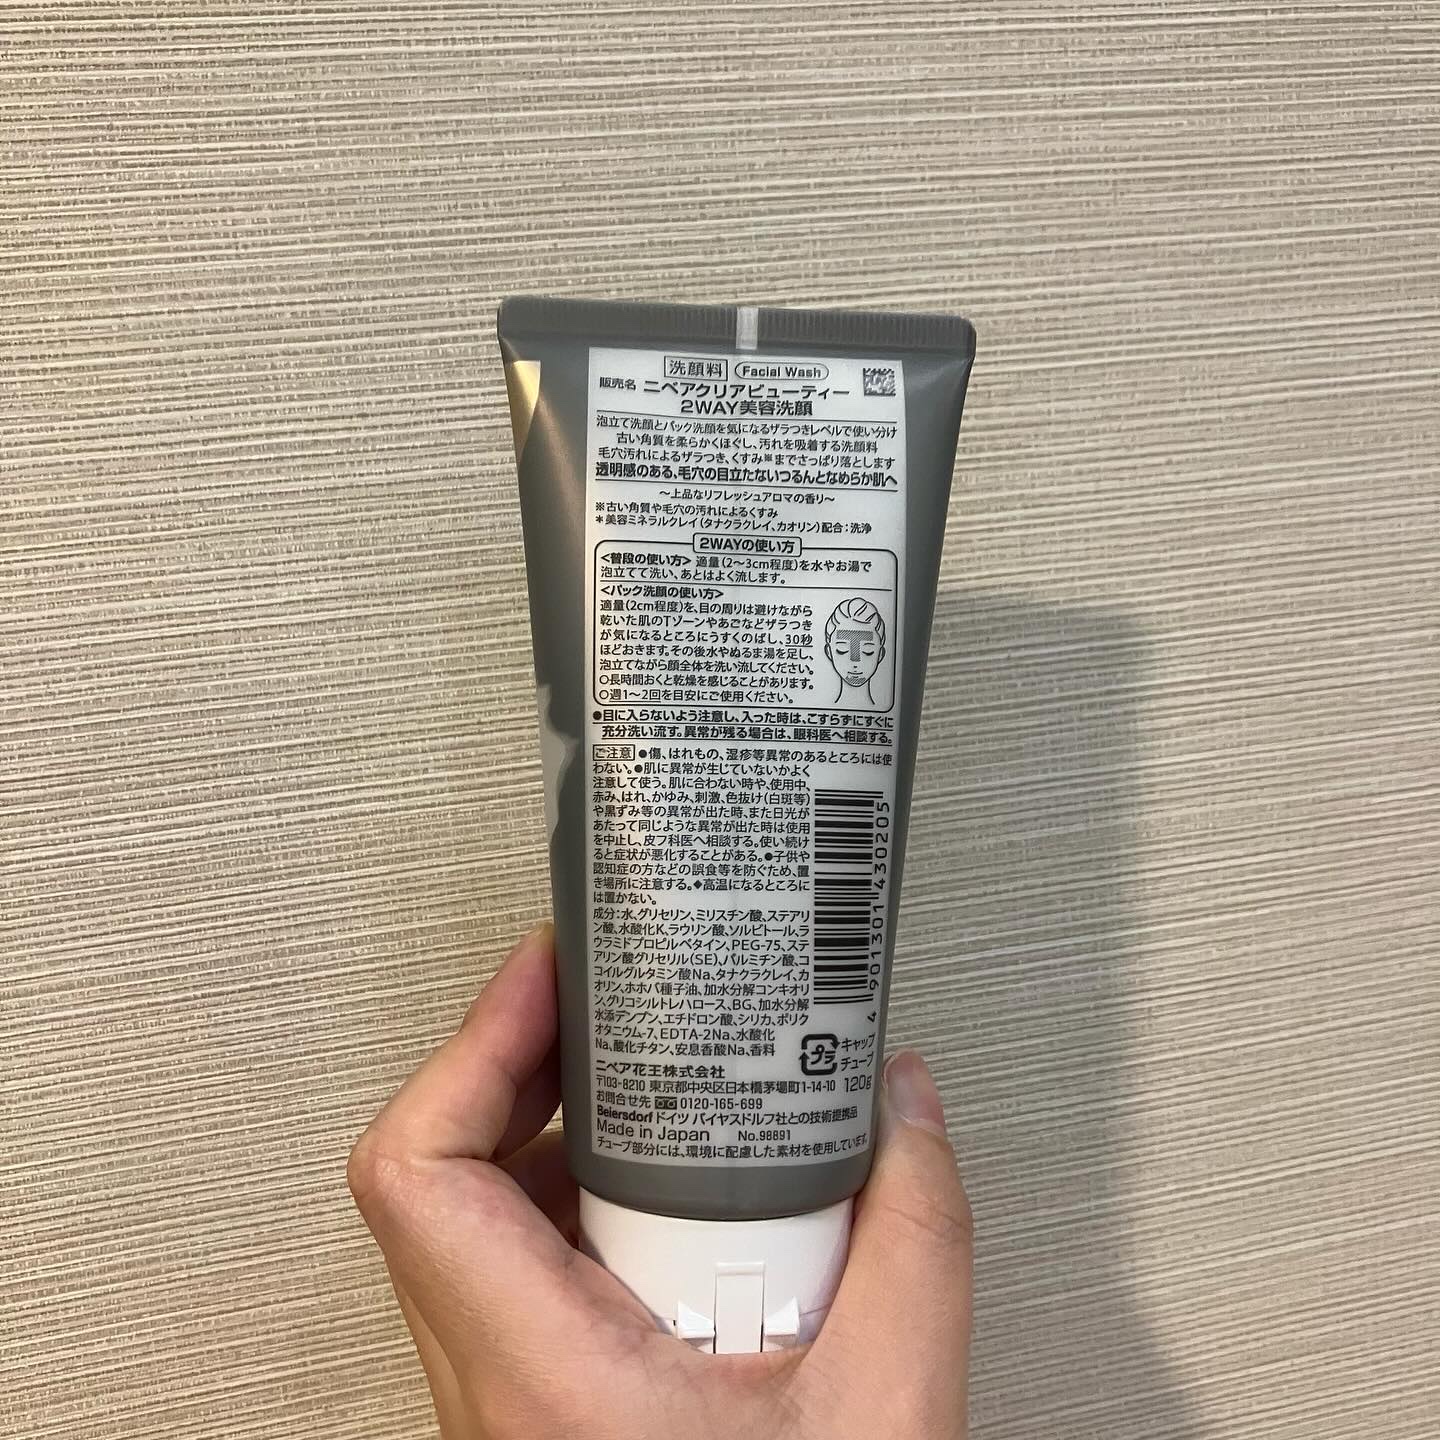 洗顔料 Facial Wash
販売名 ニベアクリアビューティー
2WAY美容洗顔
泡立て洗顔とパック洗顔を気になるザラつきレベルで使い分け
古い角質を柔らかくほぐし、汚れを吸着する洗顔料
毛穴汚れによるザラつき、くすみ※までさっぱり落とします
透明感のある、毛穴の目立たないつるんとなめらか肌へ
～上品なリフレッシュアロマの香り～
※古い角質や毛穴の汚れによるくすみ
＊美容ミネラルクレイ(タナクラクレイ、カオリン)配合：洗浄
2WAYの使い方
<普段の使い方> 適量(2～3cm程度)を水やお湯で
泡立てて洗い、あとはよく流します。
<パック洗顔の使い方>
適量(2cm程度)を、目の周りは避けながら
乾いた肌のTゾーンやあごなどザラつき
が気になるところにうすくのばし、30秒
ほどおきます。その後水やぬるま湯を足し、
泡立てながら顔全体を洗い流してください。
○長時間おくと乾燥を感じることがあります。
○週1～2回を目安にご使用ください。
●目に入らないよう注意し、入った時は、こすらずにすぐに
充分洗い流す。異常が残る場合は、眼科医へ相談する。
ご注意 ●傷、はれもの、湿疹等異常のあるところには使
わない。●肌に異常が生じていないかよく
注意して使う。肌に合わない時や、使用中、
赤み、はれ、かゆみ、刺激、色抜け(白斑等)
や黒ずみ等の異常が出た時、また日光が
あたって同じような異常が出た時は使用
を中止し、皮フ科医へ相談する。使い続け
ると症状が悪化することがある。●子供や
認知症の方などの誤食等を防ぐため、置
き場所に注意する。◆高温になるところに
は置かない。
成分：水、グリセリン、ミリスチン酸、ステアリ
ン酸、水酸化K、ラウリン酸、ソルビトール、ラ
ウラミドプロピルベタイン、PEG-75、ステ
アリン酸グリセリル(SE)、パルミチン酸、コ
コイルグルタミン酸Na、タナクラクレイ、カ
オリン、ホホバ種子油、加水分解コンキオリ
ン、グリコシルトレハロース、BG、加水分解
水添デンプン、エチドロン酸、シリカ、ポリク
オタニウム-7、EDTA-2Na、水酸化
Na、酸化チタン、安息香酸Na、香料
4 901301 430205
プラ キャップ
チューブ
ニベア花王株式会社
〒103-8210 東京都中央区日本橋茅場町1-14-10 120g
お問合せ先 0120-165-699
Beiersdorf ドイツ バイヤスドルフ社との技術提携品
Made in Japan No.98891
チューブ部分には、環境に配慮した素材を使用しています。